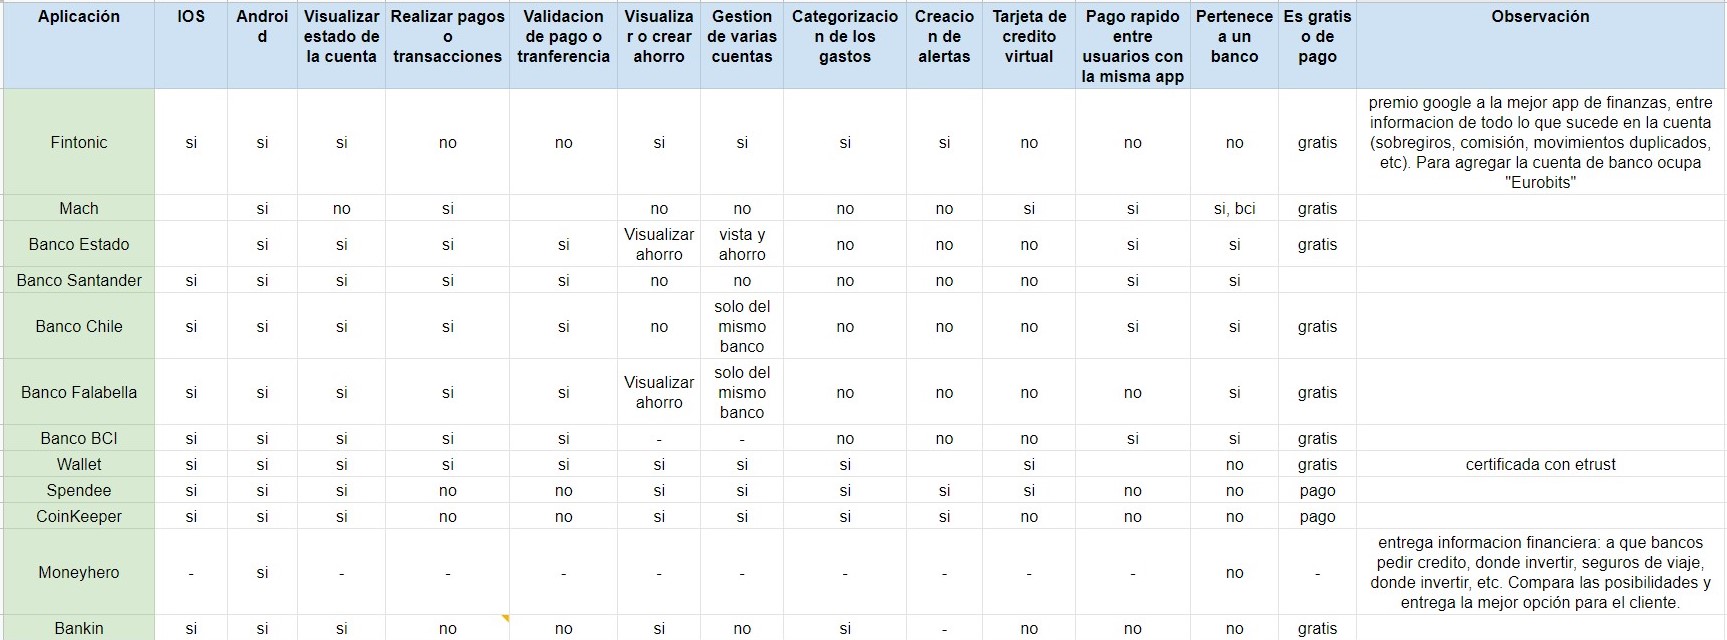 Aplicación IOS Androi d Visualizar estado de la cuenta Realizar pagos o transacciones Validacion de pago o tranferencia Visualiza r o crear ahorro Gestion de varias cuentas Categorizacio n de los gastos Creacio n de alertas Tarjeta de credito virtual Pago rapido entre usuarios con la misma app Pertenece a un banco Es gratis o de pago Observación
Fintonic si si si no no si si si si no no no gratis premio google a la mejor app de finanzas, entre informacion de todo lo que sucede en la cuenta (sobregiros, comisión, movimientos duplicados, etc). Para agregar la cuenta de banco ocupa "Eurobits"
Mach si no si no no no no si si si, bci gratis
Banco Estado si si si si Visualizar ahorro vista y ahorro no no no si si gratis
Banco Santander si si si si si no no no no no si si
Banco Chile si si si si si no solo del mismo banco no no no si si gratis
Banco Falabella si si si si si Visualizar ahorro solo del mismo banco no no no no si gratis
Banco BCI si si si si si - - no no no si si gratis
Wallet si si si si si si si si si no gratis certificada con etrust
Spendee si si si no no si si si si si no no pago
CoinKeeper si si si no no si si si si no no no pago
Moneyhero - si - - - - - - - - - no - entrega informacion financiera: a que bancos pedir credito, donde invertir, seguros de viaje, donde invertir, etc. Compara las posibilidades y entrega la mejor opción para el cliente.
Bankin si si si no no si no si - no no no gratis